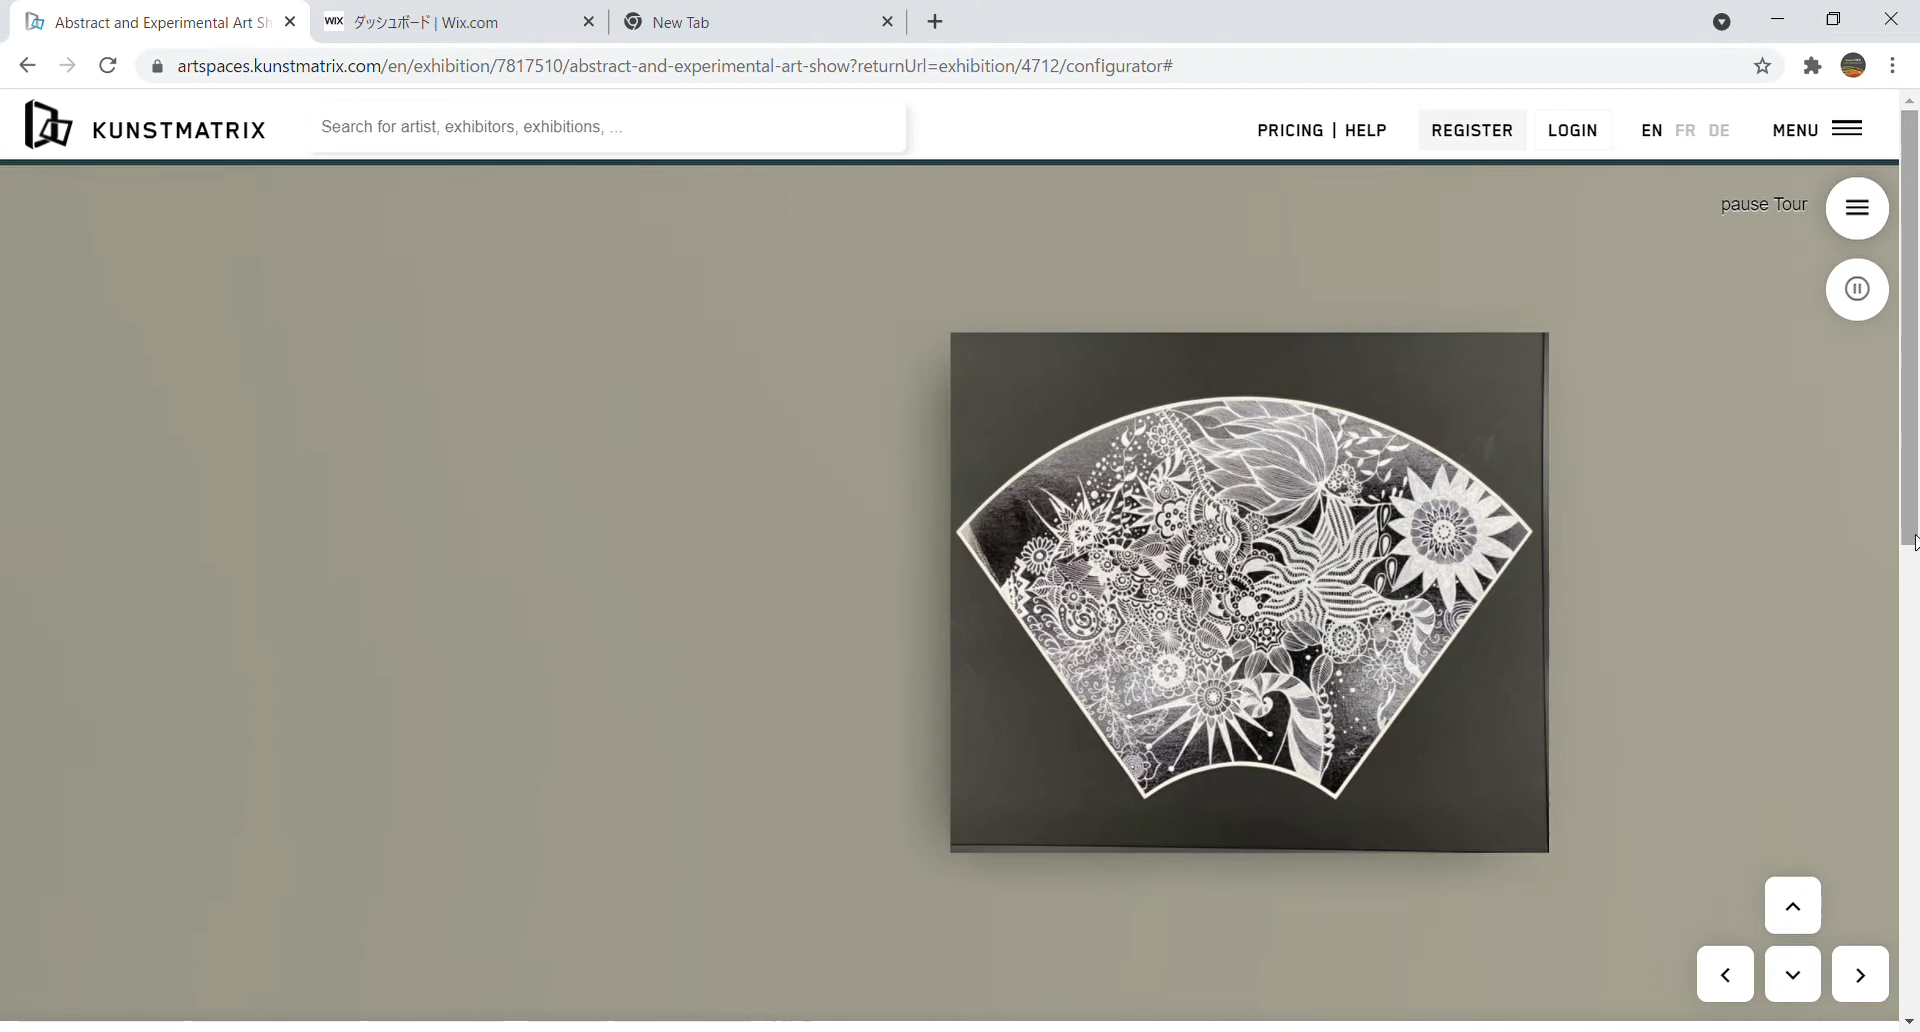 Abstract and Experimental Art Sh
WIX ダッシュボード | Wix.com
New Tab
artspaces.kunstmatrix.com/en/exhibition/7817510/abstract-and-experimental-art-show?returnUrl=exhibition/4712/configurator#
KUNSTMATRIX
Search for artist, exhibitors, exhibitions, ...
PRICING | HELP
REGISTER
LOGIN
EN FR DE
MENU
pause Tour